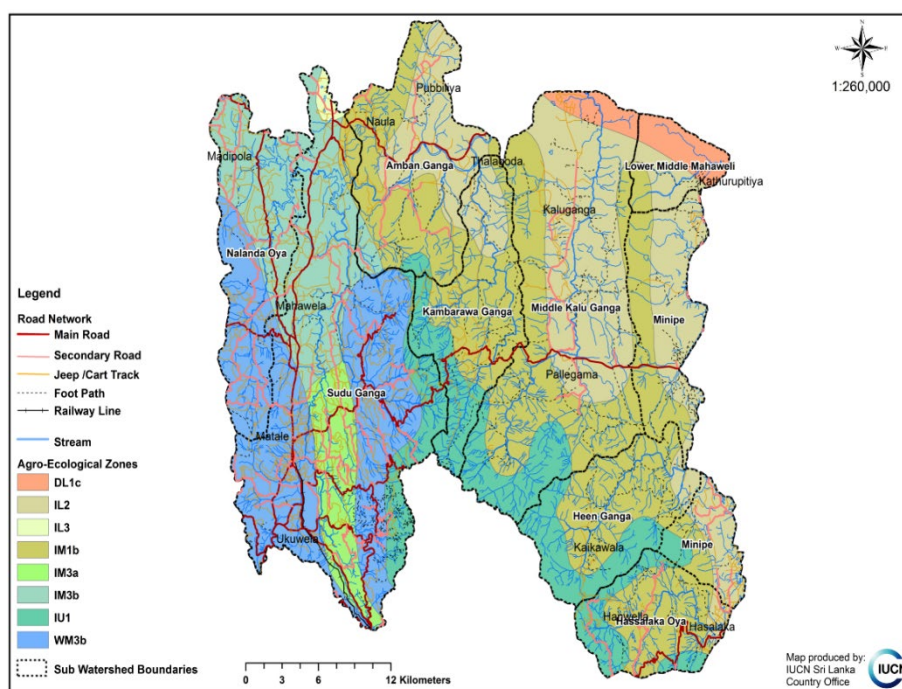 N
W
E
S
1:260,000
Pubbiliya
Naula
Madipola
Amban Ganga
Thalagoda
Lower Middle Mahaweli
Kathurupitiya
Kaluganga
Nalanda Oya
Mahawela
Kambarawa Ganga
Middle Kalu Ganga
Minipe
Pallegama
Sudu Ganga
Matale
Ukuwela
Heen Ganga
Kaikawala
Minipe
Hanwella
Hassalaka Oya
Hasalaka
Legend
Road Network
Main Road
Secondary Road
Jeep /Cart Track
Foot Path
Railway Line
Stream
Agro-Ecological Zones
DL1c
IL2
IL3
IM1b
IM3a
IM3b
IU1
WM3b
Sub Watershed Boundaries
0 3 6 12 Kilometers
Map produced by:
IUCN Sri Lanka
Country Office
IUCN